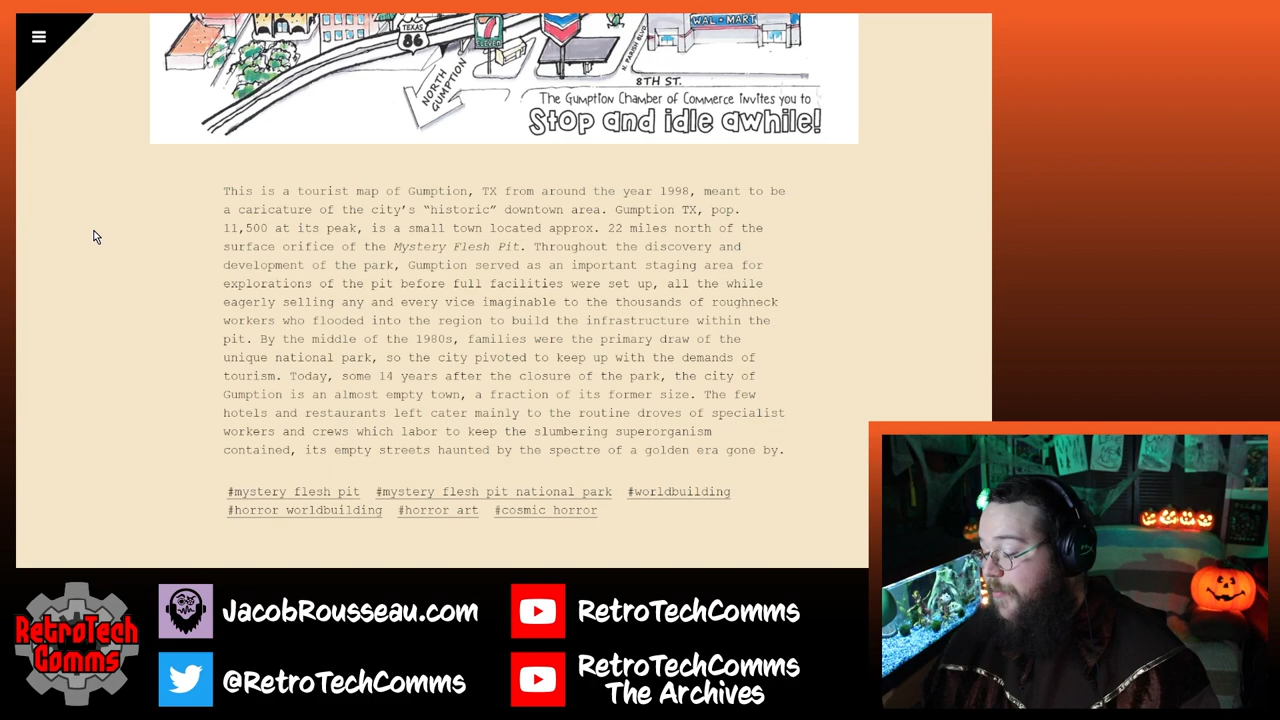 TEXAS
86
7
ELEVEN
WAL-MART
N. PARISH BLVD
NORTH
GUMPTION
8TH ST.
The Gumption Chamber of Commerce invites you to
Stop and idle awhile!
This is a tourist map of Gumption, TX from around the year 1998, meant to be
a caricature of the city's “historic” downtown area. Gumption TX, pop.
11,500 at its peak, is a small town located approx. 22 miles north of the
surface orifice of the Mystery Flesh Pit. Throughout the discovery and
development of the park, Gumption served as an important staging area for
explorations of the pit before full facilities were set up, all the while
eagerly selling any and every vice imaginable to the thousands of roughneck
workers who flooded into the region to build the infrastructure within the
pit. By the middle of the 1980s, families were the primary draw of the
unique national park, so the city pivoted to keep up with the demands of
tourism. Today, some 14 years after the closure of the park, the city of
Gumption is an almost empty town, a fraction of its former size. The few
hotels and restaurants left cater mainly to the routine droves of specialist
workers and crews which labor to keep the slumbering superorganism
contained, its empty streets haunted by the spectre of a golden era gone by.
#mystery flesh pit #mystery flesh pit national park #worldbuilding
#horror worldbuilding #horror art #cosmic horror
RetroTech
Comms
JacobRousseau.com
RetroTechComms
@RetroTechComms
RetroTechComms
The Archives